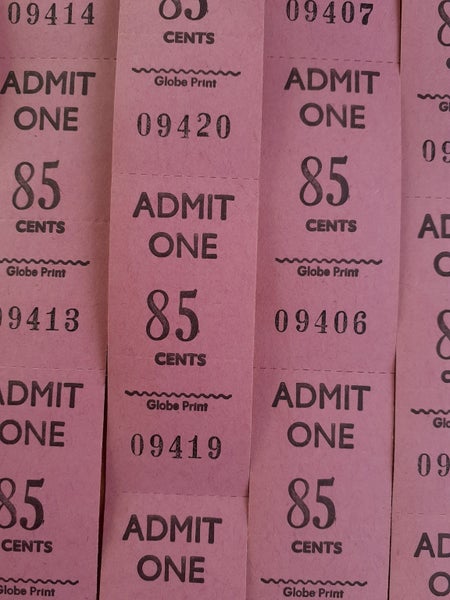 09414
ADMIT
ONE
85
CENTS
Globe Print
09413
ADMIT
ONE
85
CENTS
Globe Print
85
CENTS
Globe Print
09420
ADMIT
ONE
85
CENTS
Globe Print
09419
ADMIT
ONE
09407
ADMIT
ONE
85
CENTS
Globe Print
09406
ADMIT
ONE
85
CENTS
Globe Print